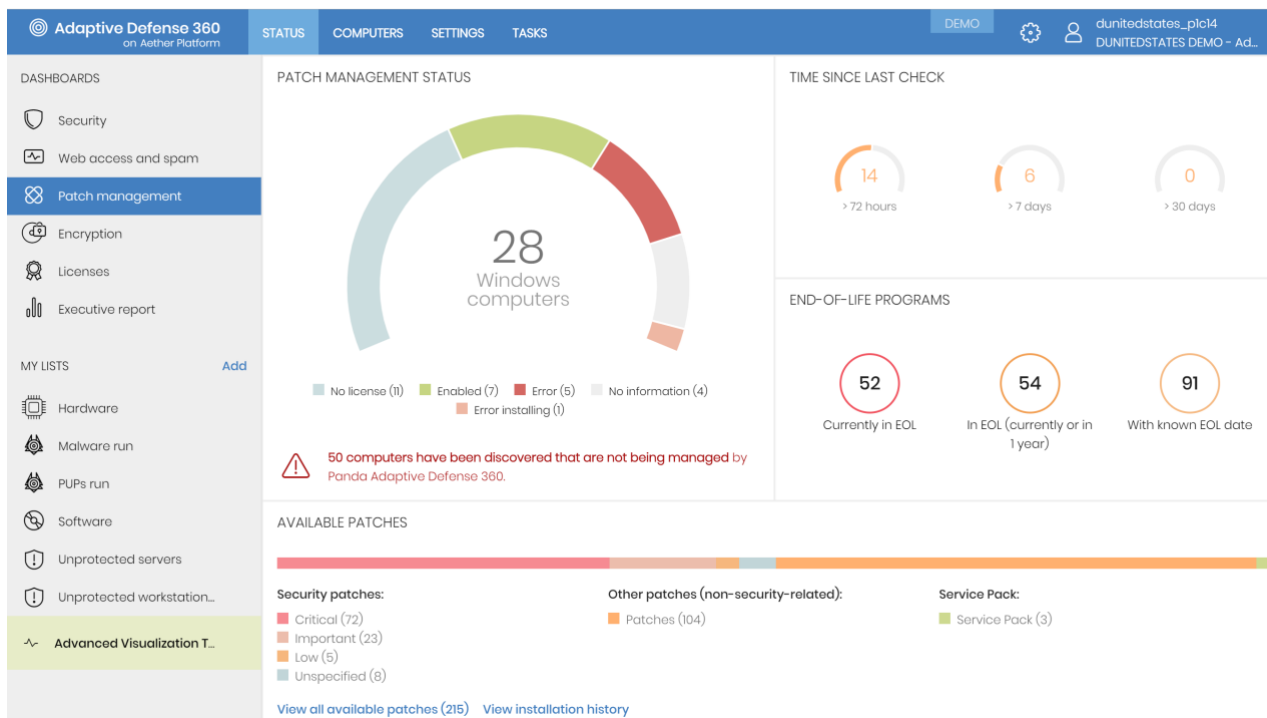 Adaptive Defense 360
on Aether Platform
STATUS
COMPUTERS
SETTINGS
TASKS
DEMO
dunitedstates_p1c14
DUNITEDSTATES DEMO - Ad...
DASHBOARDS
Security
Web access and spam
Patch management
Encryption
Licenses
Executive report
MY LISTS
Add
Hardware
Malware run
PUPs run
Software
Unprotected servers
Unprotected workstation...
Advanced Visualization T...
PATCH MANAGEMENT STATUS
28
Windows
computers
No license (11)
Enabled (7)
Error (5)
No information (4)
Error installing (1)
50 computers have been discovered that are not being managed by
Panda Adaptive Defense 360.
TIME SINCE LAST CHECK
14
> 72 hours
6
> 7 days
0
> 30 days
END-OF-LIFE PROGRAMS
52
Currently in EOL
54
In EOL (currently or in
1 year)
91
With known EOL date
AVAILABLE PATCHES
Security patches:
Critical (72)
Important (23)
Low (5)
Unspecified (8)
Other patches (non-security-related):
Patches (104)
Service Pack:
Service Pack (3)
View all available patches (215)
View installation history